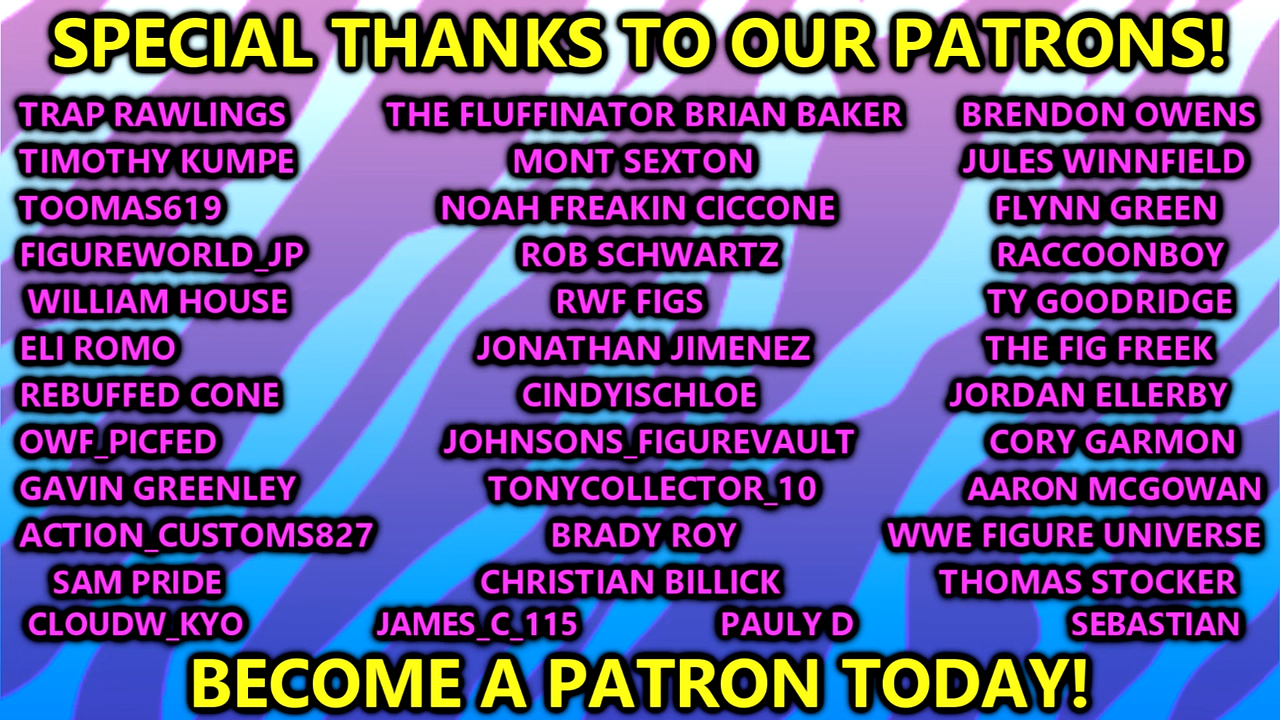 SPECIAL THANKS TO OUR PATRONS!
TRAP RAWLINGS THE FLUFFINATOR BRIAN BAKER BRENDON OWENS
TIMOTHY KUMPE MONT SEXTON JULES WINNFIELD
TOOMAS619 NOAH FREAKIN CICCONE FLYNN GREEN
FIGUREWORLD_JP ROB SCHWARTZ RACCOONBOY
WILLIAM HOUSE RWF FIGS TY GOODRIDGE
ELI ROMO JONATHAN JIMENEZ THE FIG FREEK
REBUFFED CONE CINDYISCHLOE JORDAN ELLERBY
OWF_PICFED JOHNSONS_FIGUREVAULT CORY GARMON
GAVIN GREENLEY TONYCOLLECTOR_10 AARON MCGOWAN
ACTION_CUSTOMS827 BRADY ROY WWE FIGURE UNIVERSE
SAM PRIDE CHRISTIAN BILLICK THOMAS STOCKER
CLOUDW_KYO JAMES_C_115 PAULY D SEBASTIAN
BECOME A PATRON TODAY!